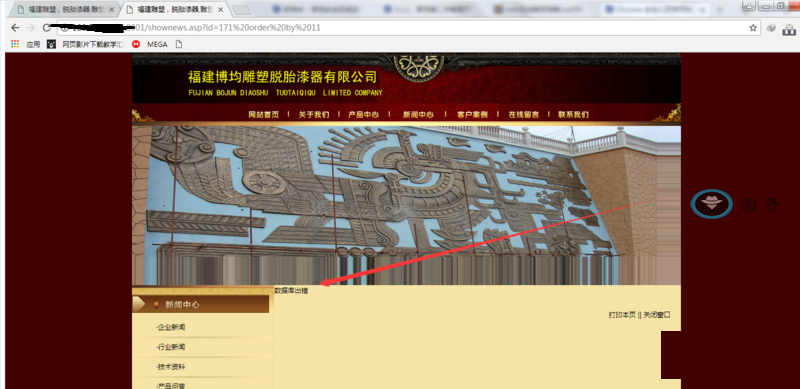 福建雕塑，脱胎漆器,雕塑
福建雕塑，脱胎漆器,雕塑
001/shownews.asp?id=171%20order%20by%2011
应用 网页影片下载教学汇 MEGA
福建博均雕塑脱胎漆器有限公司
FUJIAN BOJUN DIAOSHU TUOTAIQIQU LIMITED COMPANY
网站首页 | 关于我们 | 产品中心 | 新闻中心 | 客户案例 | 在线留言 | 联系我们
数据库出错
新闻中心
打印本页 || 关闭窗口
·企业新闻
·行业新闻
·技术资料
·产品问答